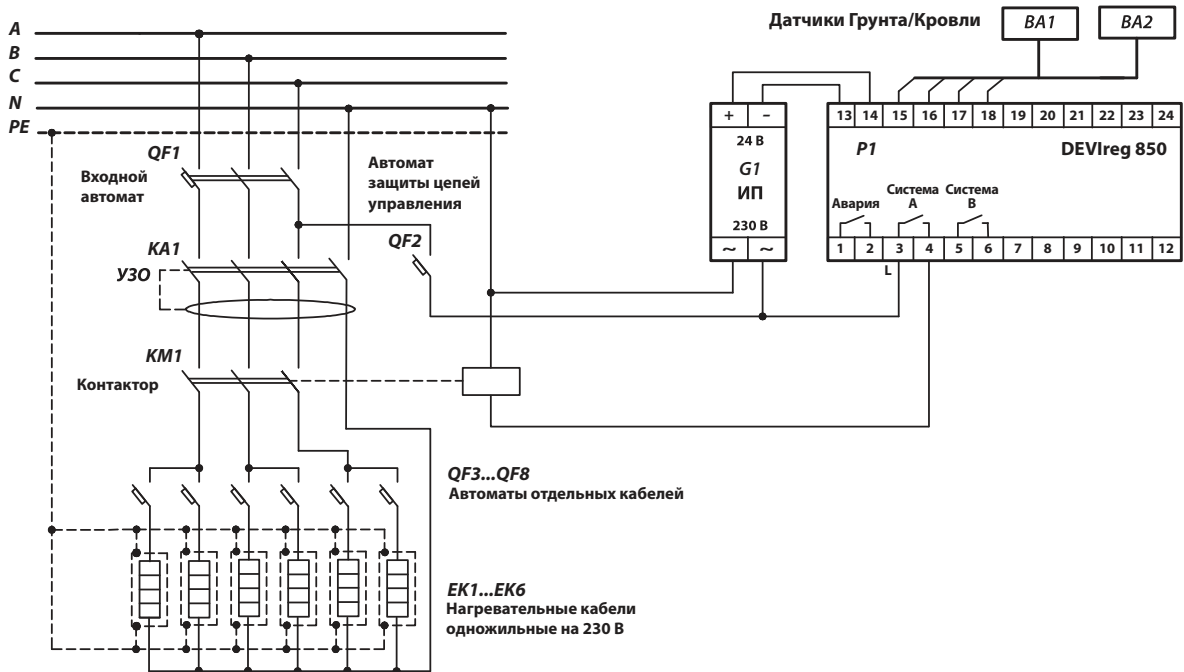 Датчики Грунта/Кровли
BA1
BA2
A
B
C
N
PE
QF1
Входной
автомат
Автомат
защиты цепей
управления
QF2
KA1
УЗО
KM1
Контактор
+ –
24 В
G1
ИП
230 В
~ ~
13 14 15 16 17 18 19 20 21 22 23 24
P1
DEVIreg 850
Авария
Система
A
Система
B
1 2 3 4 5 6 7 8 9 10 11 12
L
QF3...QF8
Автоматы отдельных кабелей
EK1...EK6
Нагревательные кабели
одножильные на 230 В